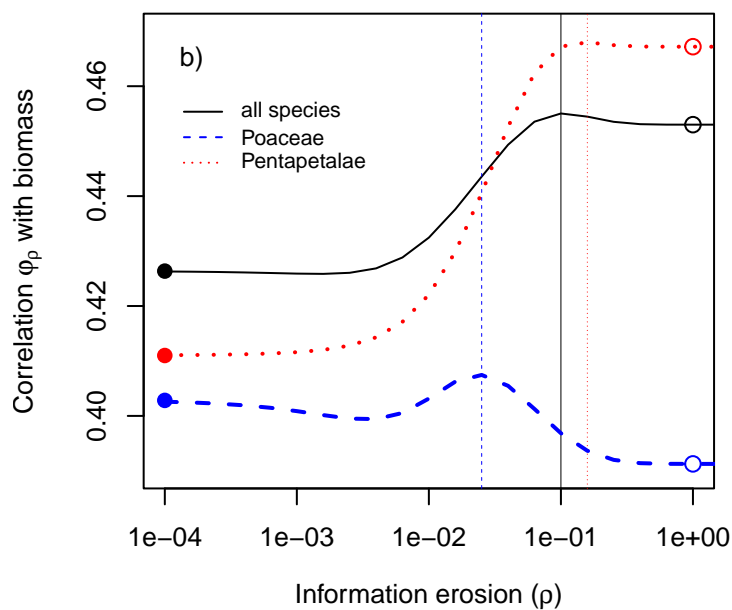 b)
all species
Poaceae
Pentapetalae
Correlation φρ with biomass
0.46
0.44
0.42
0.40
1e−04 1e−03 1e−02 1e−01 1e+00
Information erosion (ρ)